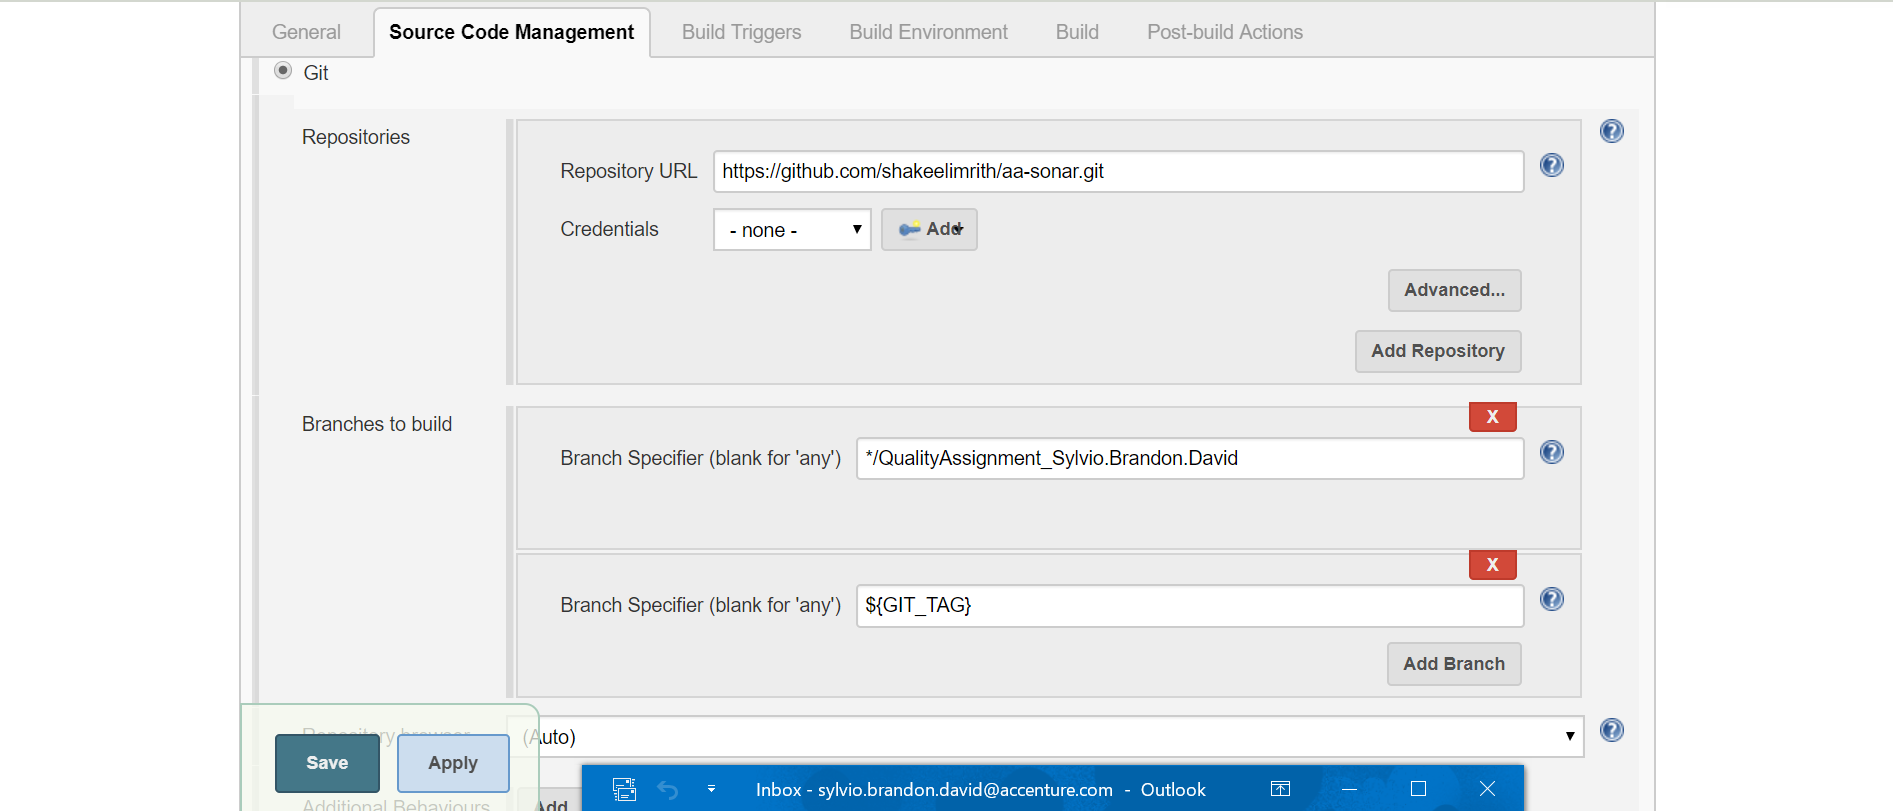 General Source Code Management Build Triggers Build Environment Build Post-build Actions
Git
Repositories
Repository URL https://github.com/shakeelimrith/aa-sonar.git
Credentials - none - Add
Advanced...
Add Repository
Branches to build
X
Branch Specifier (blank for 'any') */QualityAssignment_Sylvio.Brandon.David
X
Branch Specifier (blank for 'any') ${GIT_TAG}
Add Branch
Repository browser (Auto)
Save Apply
Inbox - sylvio.brandon.david@accenture.com - Outlook
Additional Behaviours Add